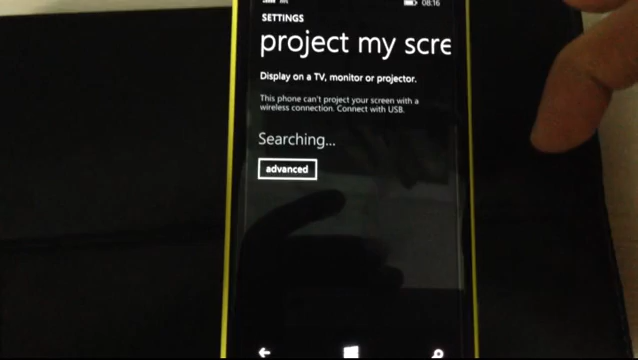 08:16
SETTINGS
project my scre
Display on a TV, monitor or projector.
This phone can't project your screen with a
wireless connection. Connect with USB.
Searching...
advanced